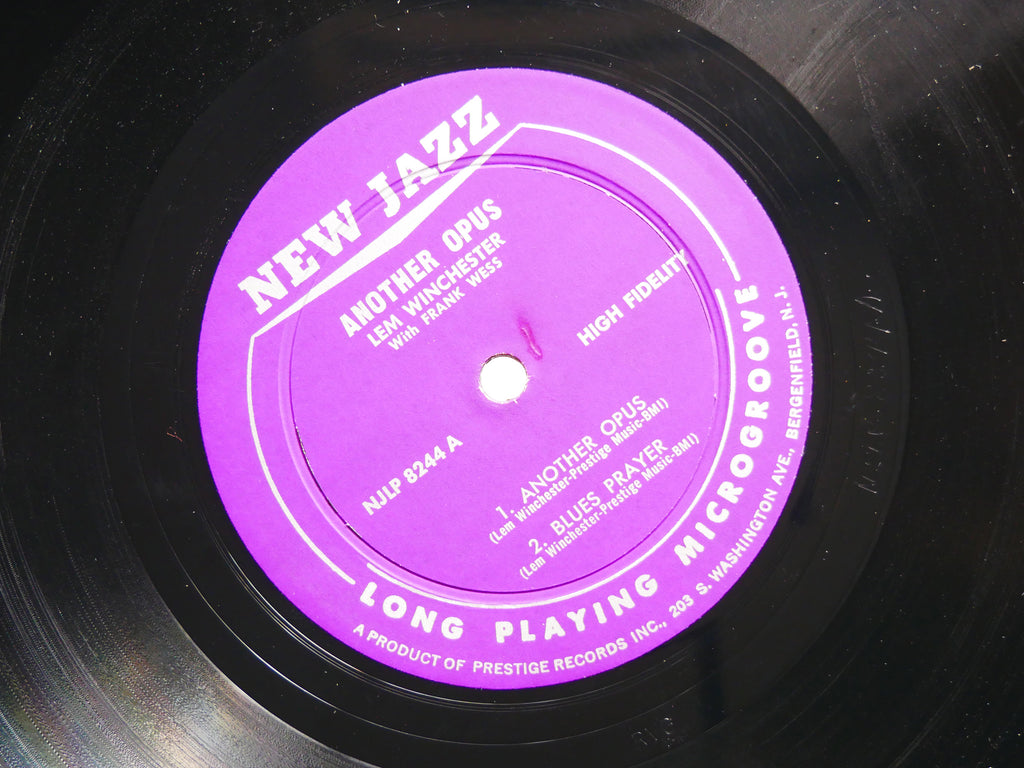 NEW JAZZ
ANOTHER OPUS
LEM WINCHESTER
With FRANK WESS
HIGH FIDELITY
NJLP 8244 A
1. ANOTHER OPUS
(Lem Winchester-Prestige Music-BMI)
2. BLUES PRAYER
(Lem Winchester-Prestige Music-BMI)
LONG PLAYING MICROGROOVE
A PRODUCT OF PRESTIGE RECORDS INC., 203 S. WASHINGTON AVE., BERGENFIELD, N. J.